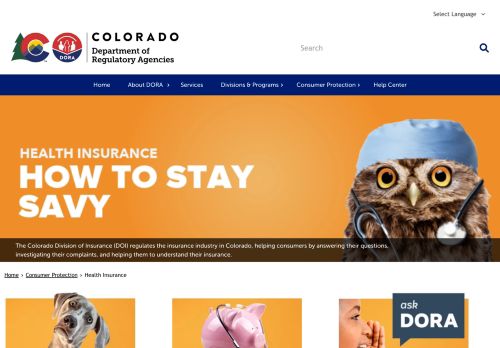 Select Language
COLORADO
Department of
Regulatory Agencies
DORA
Search
Home
About DORA
Services
Divisions & Programs
Consumer Protection
Help Center
HEALTH INSURANCE
HOW TO STAY
SAVY
The Colorado Division of Insurance (DOI) regulates the insurance industry in Colorado, helping consumers by answering their questions,
investigating their complaints, and helping them to understand their insurance.
Home > Consumer Protection > Health Insurance
ask
DORA